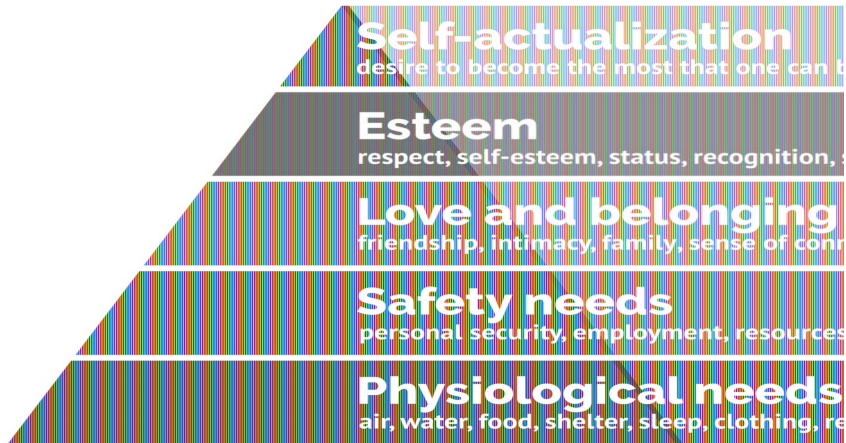 Self-actualization
desire to become the most that one can b
Esteem
respect, self-esteem, status, recognition, s
Love and belonging
friendship, intimacy, family, sense of conn
Safety needs
personal security, employment, resources
Physiological needs
air, water, food, shelter, sleep, clothing, re